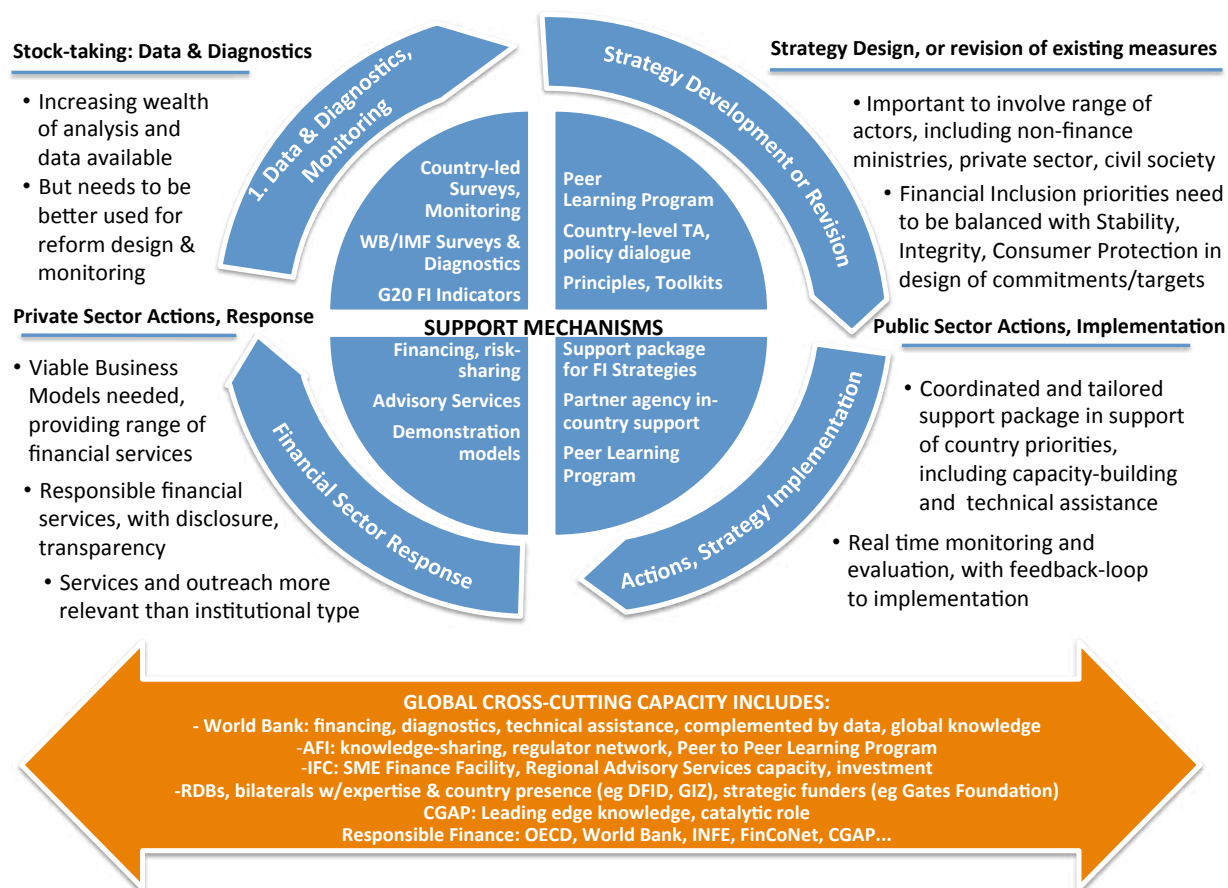 Stock-taking: Data & Diagnostics
• Increasing wealth
of analysis and
data available
• But needs to be
better used for
reform design &
monitoring
1. Data & Diagnostics,
Monitoring
Strategy Development or Revision
Strategy Design, or revision of existing measures
• Important to involve range of
actors, including non-finance
ministries, private sector, civil society
• Financial Inclusion priorities need
to be balanced with Stability,
Integrity, Consumer Protection in
design of commitments/targets
Country-led
Surveys,
Monitoring
WB/IMF Surveys &
Diagnostics
G20 FI Indicators
Peer
Learning Program
Country-level TA,
policy dialogue
Principles, Toolkits
SUPPORT MECHANISMS
Private Sector Actions, Response
• Viable Business
Models needed,
providing range of
financial services
• Responsible financial
services, with disclosure,
transparency
• Services and outreach more
relevant than institutional type
Financial Sector Response
Financing, risk-
sharing
Advisory Services
Demonstration
models
Support package
for FI Strategies
Partner agency in-
country support
Peer Learning
Program
Actions, Strategy Implementation
Public Sector Actions, Implementation
• Coordinated and tailored
support package in support
of country priorities,
including capacity-building
and technical assistance
• Real time monitoring and
evaluation, with feedback-loop
to implementation
GLOBAL CROSS-CUTTING CAPACITY INCLUDES:
- World Bank: financing, diagnostics, technical assistance, complemented by data, global knowledge
-AFI: knowledge-sharing, regulator network, Peer to Peer Learning Program
-IFC: SME Finance Facility, Regional Advisory Services capacity, investment
-RDBs, bilaterals w/expertise & country presence (eg DFID, GIZ), strategic funders (eg Gates Foundation)
CGAP: Leading edge knowledge, catalytic role
Responsible Finance: OECD, World Bank, INFE, FinCoNet, CGAP...